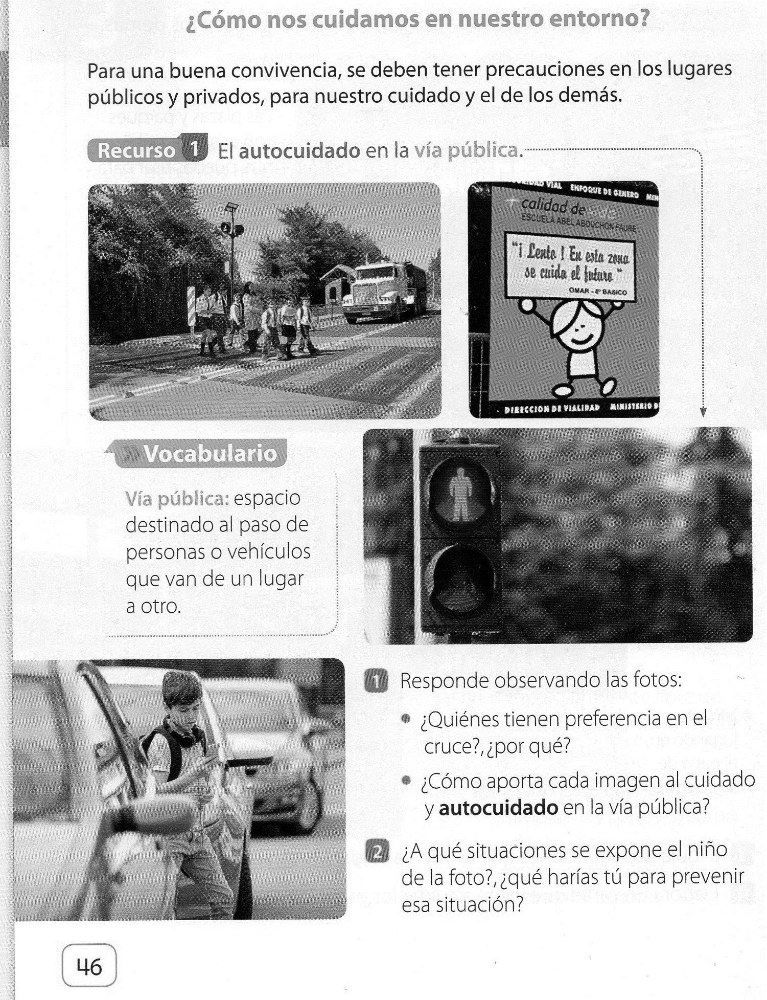 ¿Cómo nos cuidamos en nuestro entorno?
Para una buena convivencia, se deben tener precauciones en los lugares
públicos y privados, para nuestro cuidado y el de los demás.
Recurso 1 El autocuidado en la vía pública.
VIAL ENFOQUE DE GENERO MIN
+ calidad de vida
ESCUELA ABEL ABOUCHON FAURE
“¡ Lento ! En esta zona
se cuida el futuro “
OMAR - 8º BASICO
DIRECCION DE VIALIDAD MINISTERIO D
Vocabulario
Vía pública: espacio
destinado al paso de
personas o vehículos
que van de un lugar
a otro.
1 Responde observando las fotos:
• ¿Quiénes tienen preferencia en el
cruce?, ¿por qué?
• ¿Cómo aporta cada imagen al cuidado
y autocuidado en la vía pública?
2 ¿A qué situaciones se expone el niño
de la foto?, ¿qué harías tú para prevenir
esa situación?
46